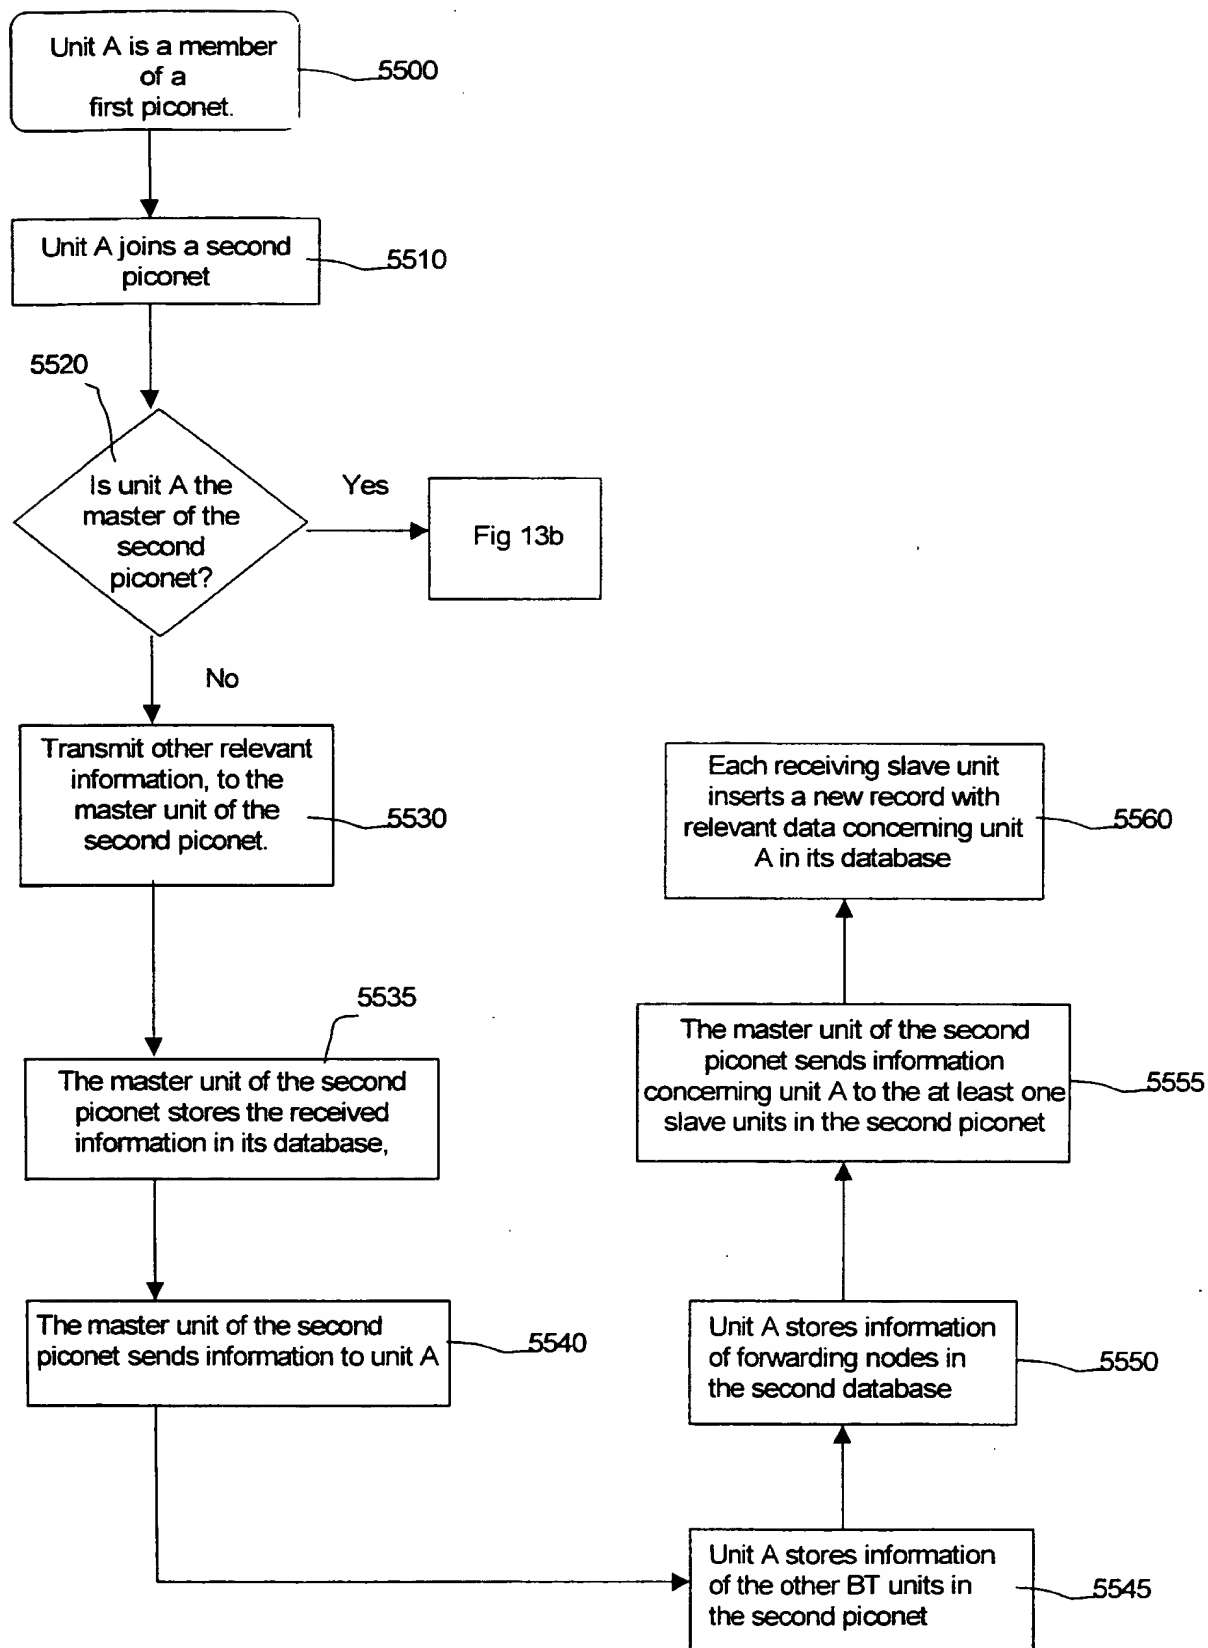 Unit A is a member
of a
first piconet.
5500
Unit A joins a second
piconet
5510
5520
Is unit A the
master of the
second
piconet?
Yes
Fig 13b
No
Transmit other relevant
information, to the
master unit of the
second piconet.
5530
5535
The master unit of the second
piconet stores the received
information in its database,
The master unit of the second
piconet sends information to unit A
5540
Unit A stores information
of the other BT units in
the second piconet
5545
Unit A stores information
of forwarding nodes in
the second database
5550
The master unit of the second
piconet sends information
concerning unit A to the at least one
slave units in the second piconet
5555
Each receiving slave unit
inserts a new record with
relevant data concerning unit
A in its database
5560